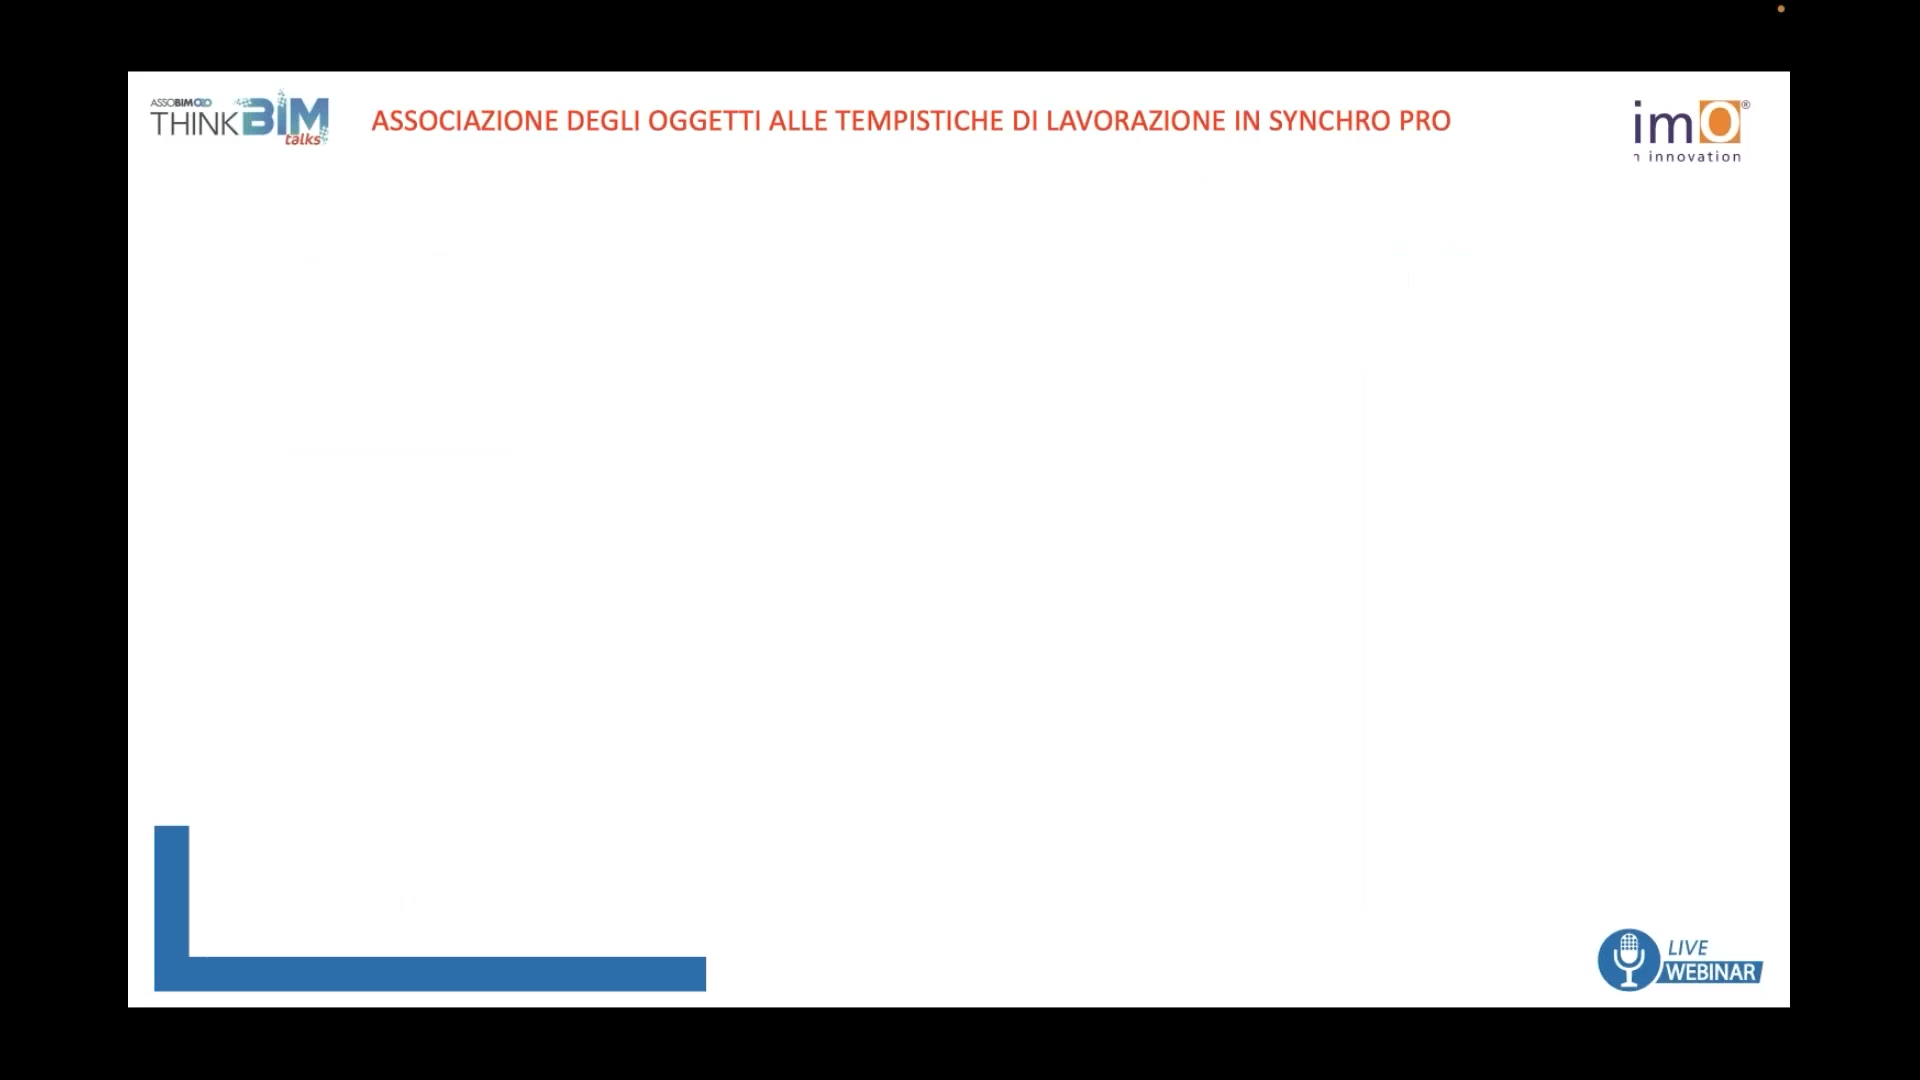 ASSOBIM
THINKBIM
talks
ASSOCIAZIONE DEGLI OGGETTI ALLE TEMPISTICHE DI LAVORAZIONE IN SYNCHRO PRO
imO®
n innovation
LIVE
WEBINAR